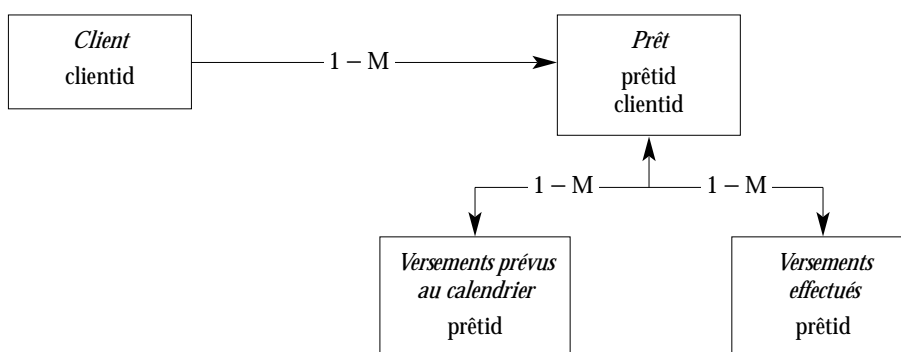 Client
clientid
1 – M
Prêt
prêtid
clientid
1 – M
1 – M
Versements prévus
au calendrier
prêtid
Versements
effectués
prêtid